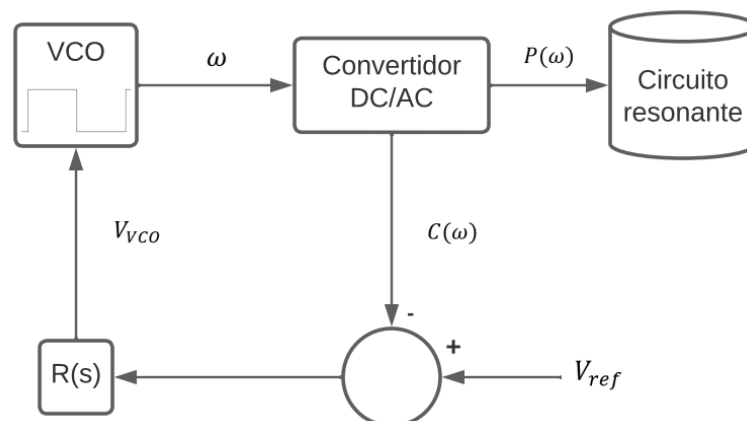 VCO
ω
Convertidor
DC/AC
P(ω)
Circuito
resonante
V_VCO
C(ω)
-
+
R(s)
V_ref